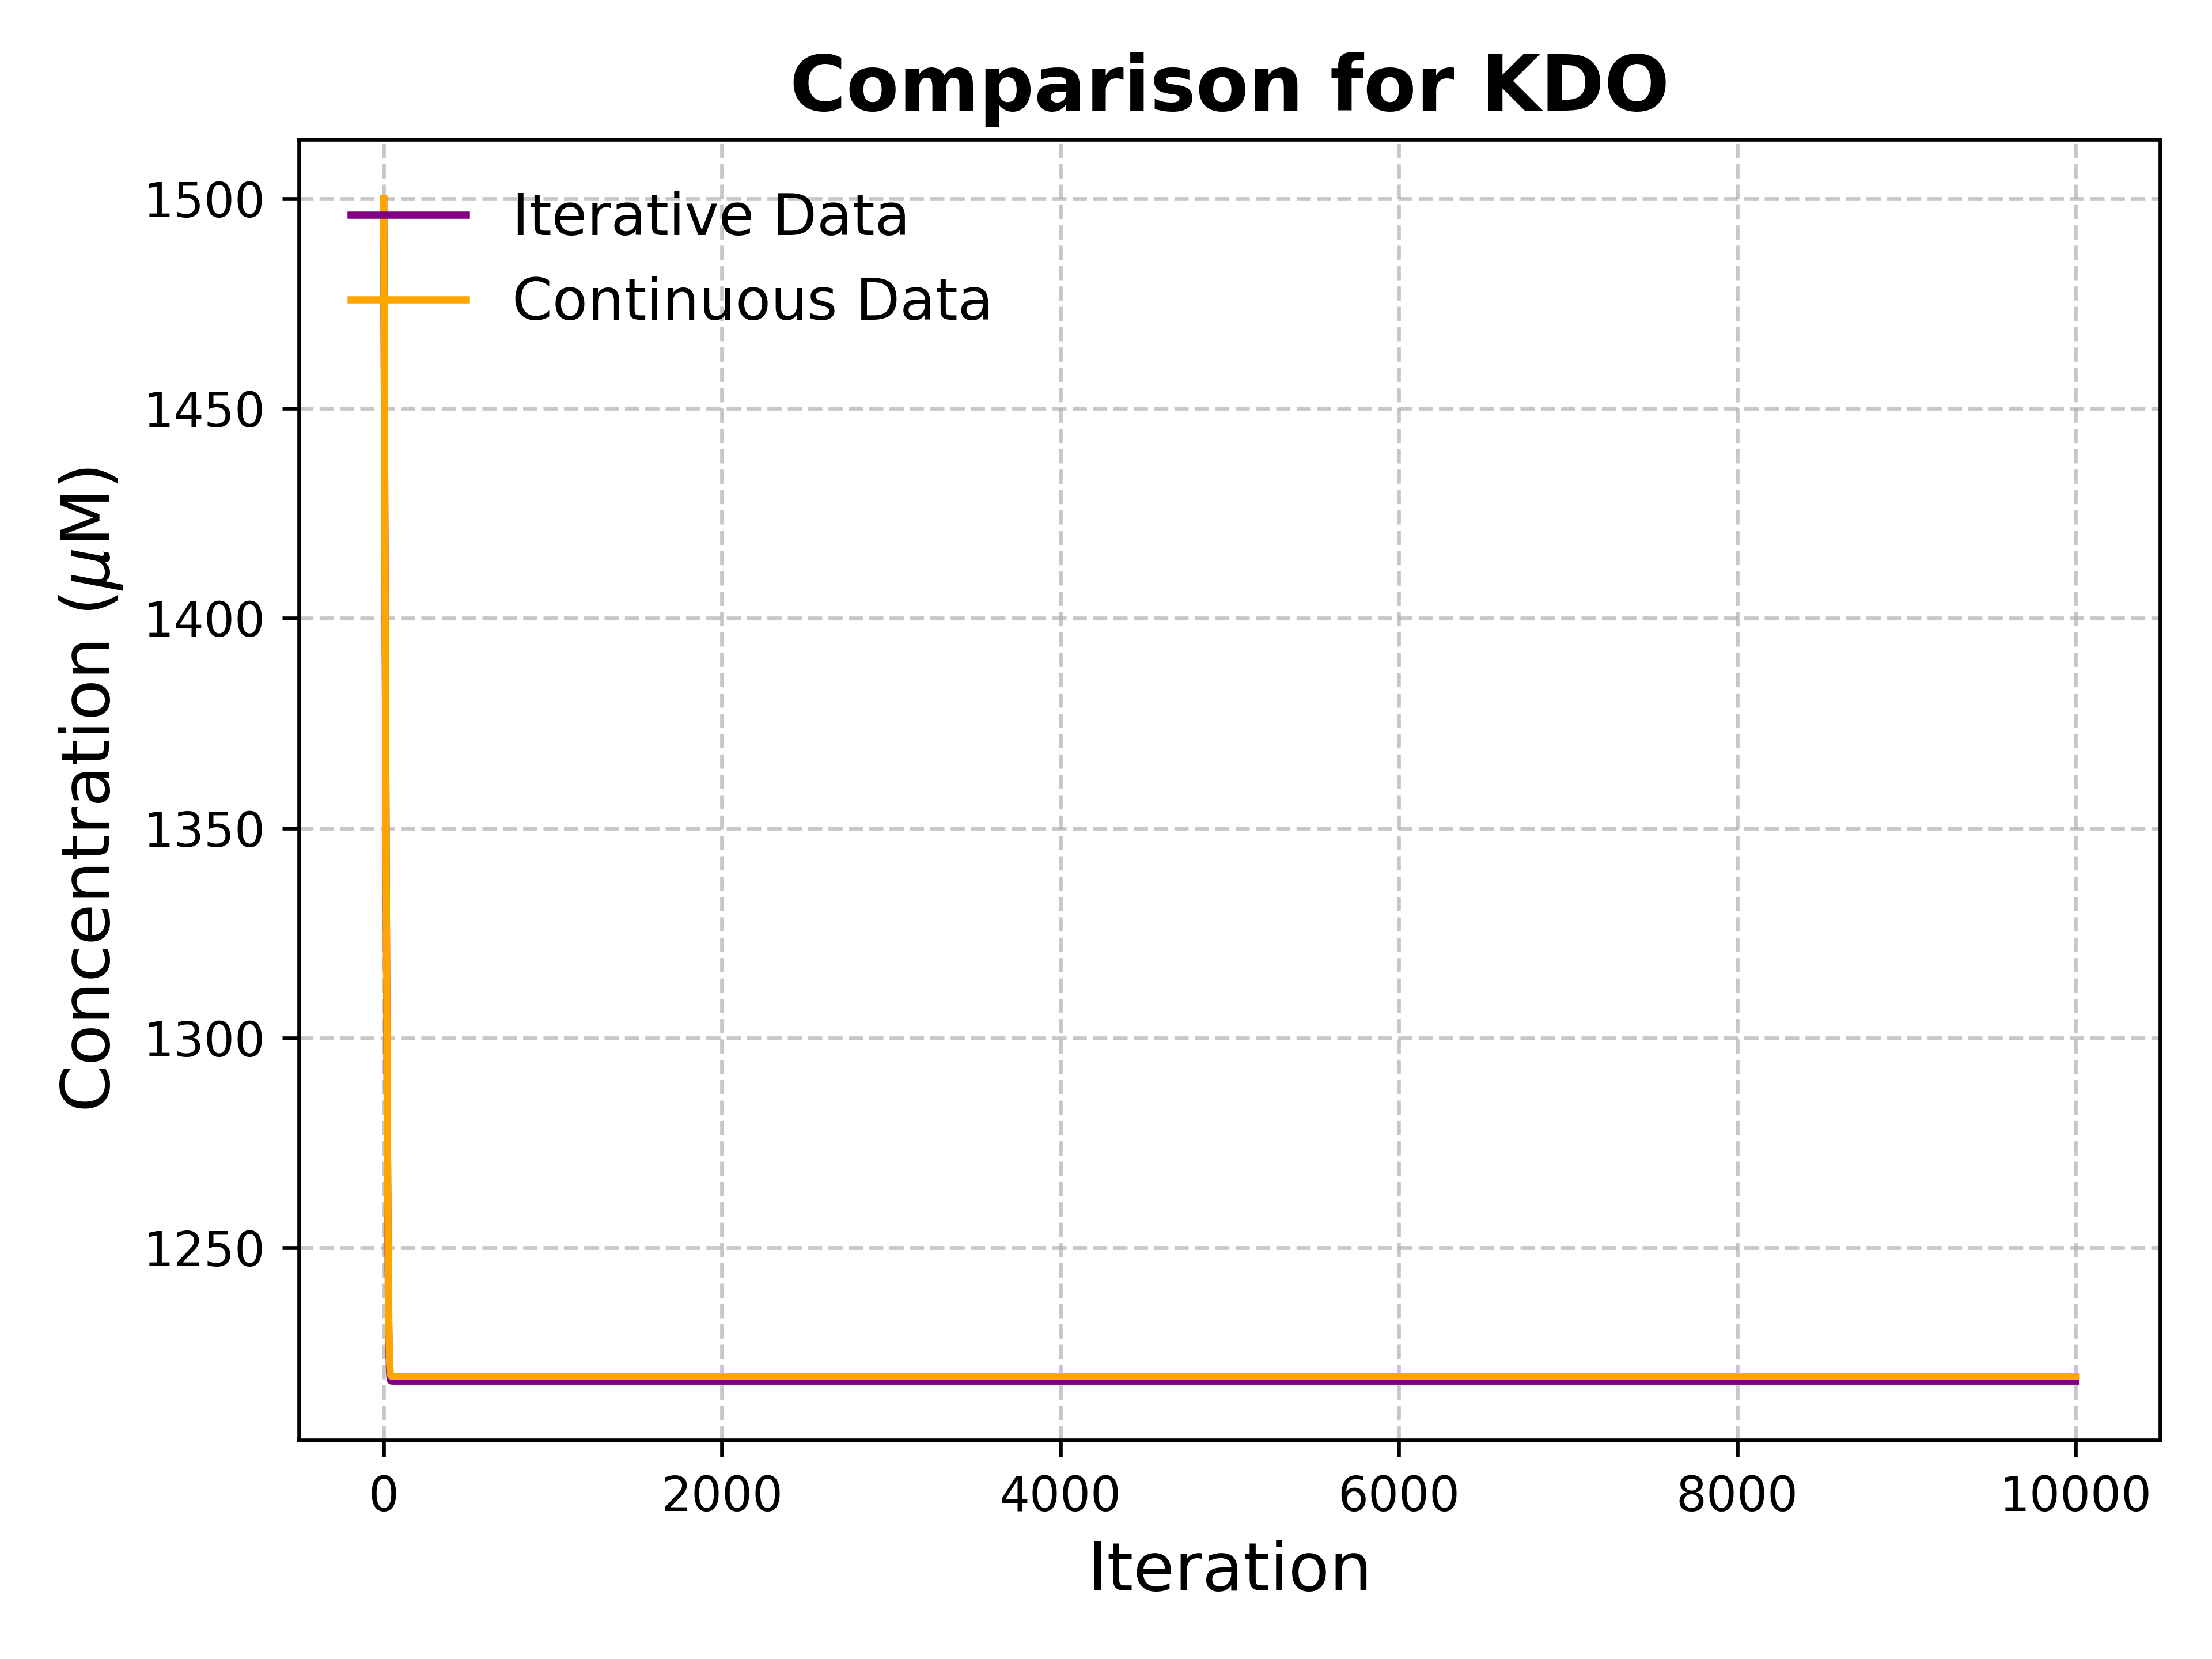 Comparison for KDO
Iterative Data
Continuous Data
Concentration (μM)
1500
1450
1400
1350
1300
1250
0 2000 4000 6000 8000 10000
Iteration